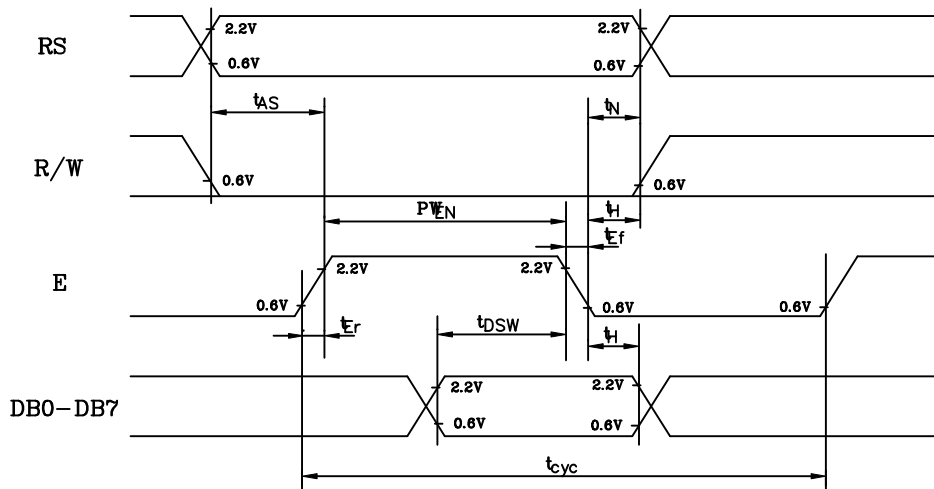 RS
2.2V
2.2V
0.6V
0.6V
tAS
tN
R/W
0.6V
0.6V
PWEN
tH
tEf
E
2.2V
2.2V
0.6V
0.6V
0.6V
tEr
tDSW
tH
DB0-DB7
2.2V
2.2V
0.6V
0.6V
tcyc